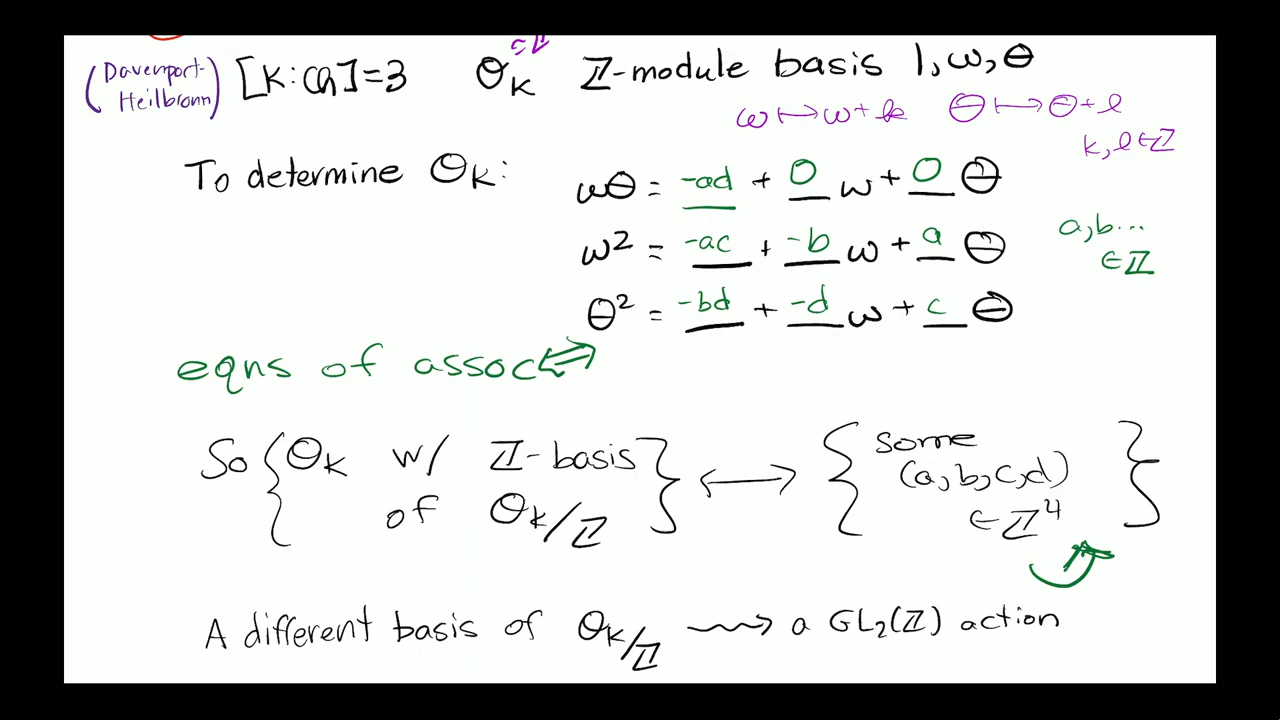 ⊆ℤ
(Davenport-Heilbronn) [K:ℚ]=3 𝒪_K ℤ-module basis 1, ω, θ
ω ↦ ω+k θ ↦ θ+l
k, l ∈ ℤ
To determine 𝒪_K: ωθ = -ad + 0 ω + 0 θ
ω² = -ac + -b ω + a θ
a, b... ∈ ℤ
θ² = -bd + -d ω + c θ
eqns of assoc ⟺
So {𝒪_K w/ ℤ-basis of 𝒪_K/ℤ} ⟷ {some (a,b,c,d) ∈ ℤ⁴}
A different basis of 𝒪_K/ℤ ⇝ a GL₂(ℤ) action